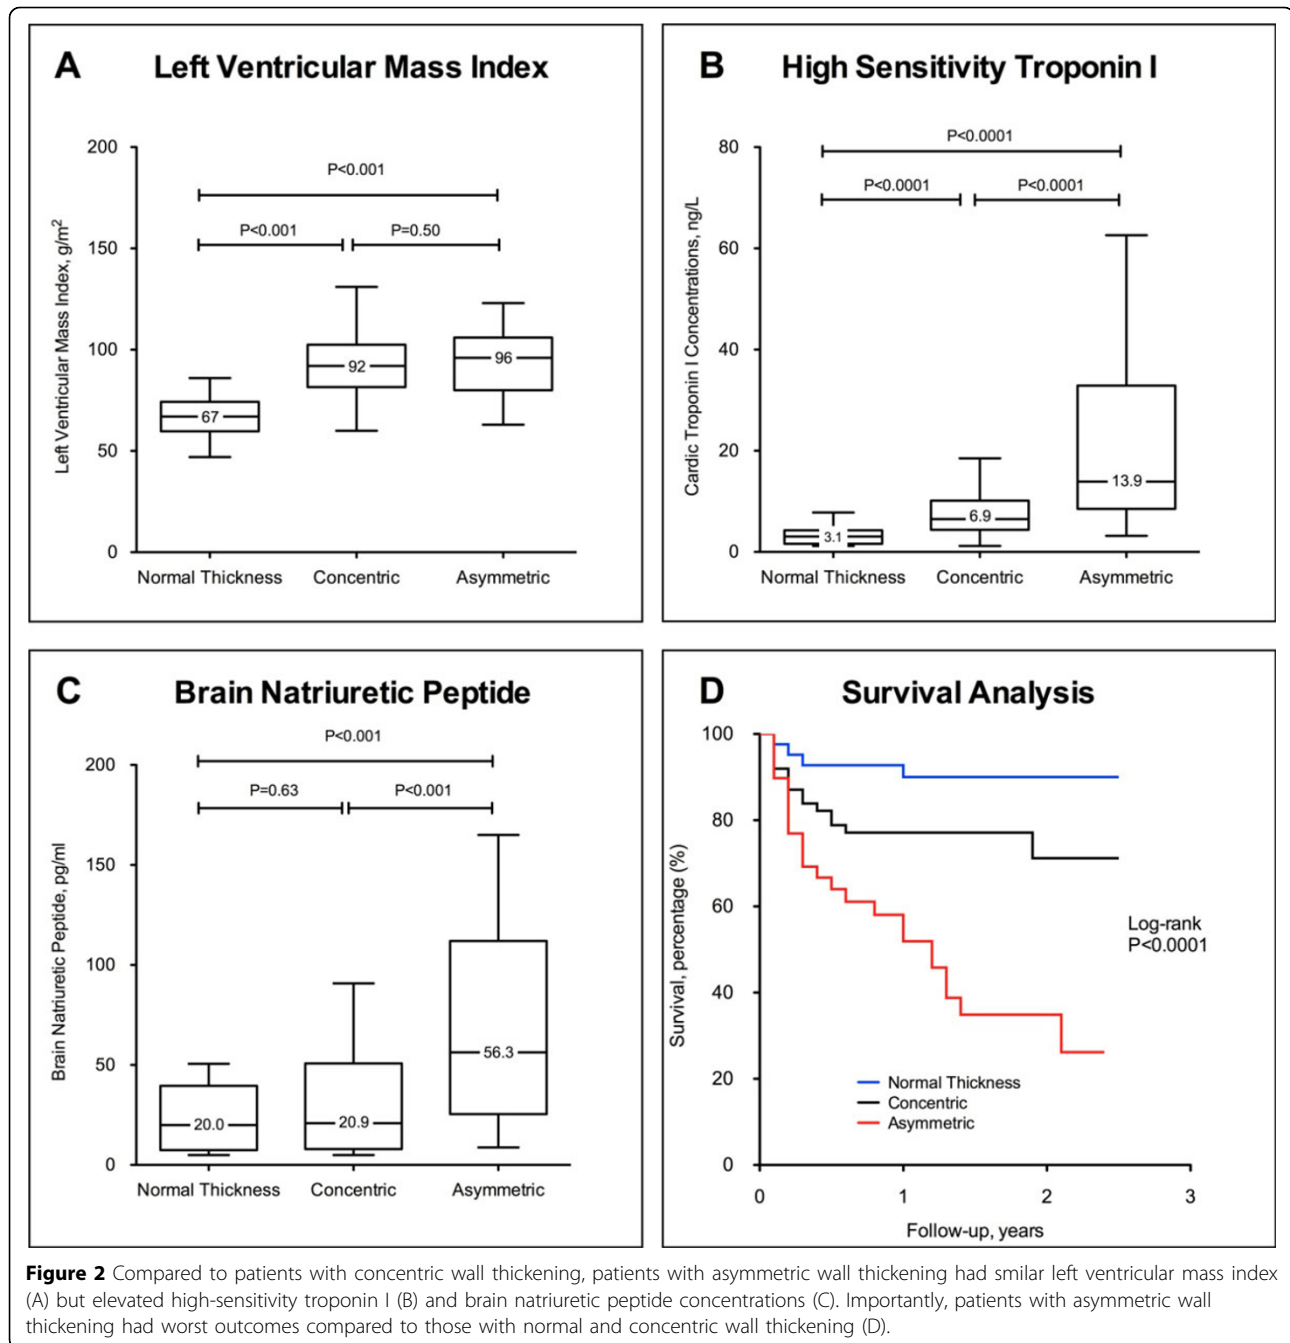 A Left Ventricular Mass Index
200
150
100
50
0
Left Ventricular Mass Index, g/m²
P<0.001
P<0.001
P=0.50
67
92
96
Normal Thickness Concentric Asymmetric
B High Sensitivity Troponin I
80
60
40
20
0
Cardic Troponin I Concentrations, ng/L
P<0.0001
P<0.0001
P<0.0001
3.1
6.9
13.9
Normal Thickness Concentric Asymmetric
C Brain Natriuretic Peptide
200
150
100
50
0
Brain Natriuretic Peptide, pg/ml
P<0.001
P=0.63
P<0.001
20.0
20.9
56.3
Normal Thickness Concentric Asymmetric
D Survival Analysis
100
80
60
40
20
0
Survival, percentage (%)
Log-rank
P<0.0001
Normal Thickness
Concentric
Asymmetric
0 1 2 3
Follow-up, years
Figure 2 Compared to patients with concentric wall thickening, patients with asymmetric wall thickening had smilar left ventricular mass index
(A) but elevated high-sensitivity troponin I (B) and brain natriuretic peptide concentrations (C). Importantly, patients with asymmetric wall
thickening had worst outcomes compared to those with normal and concentric wall thickening (D).